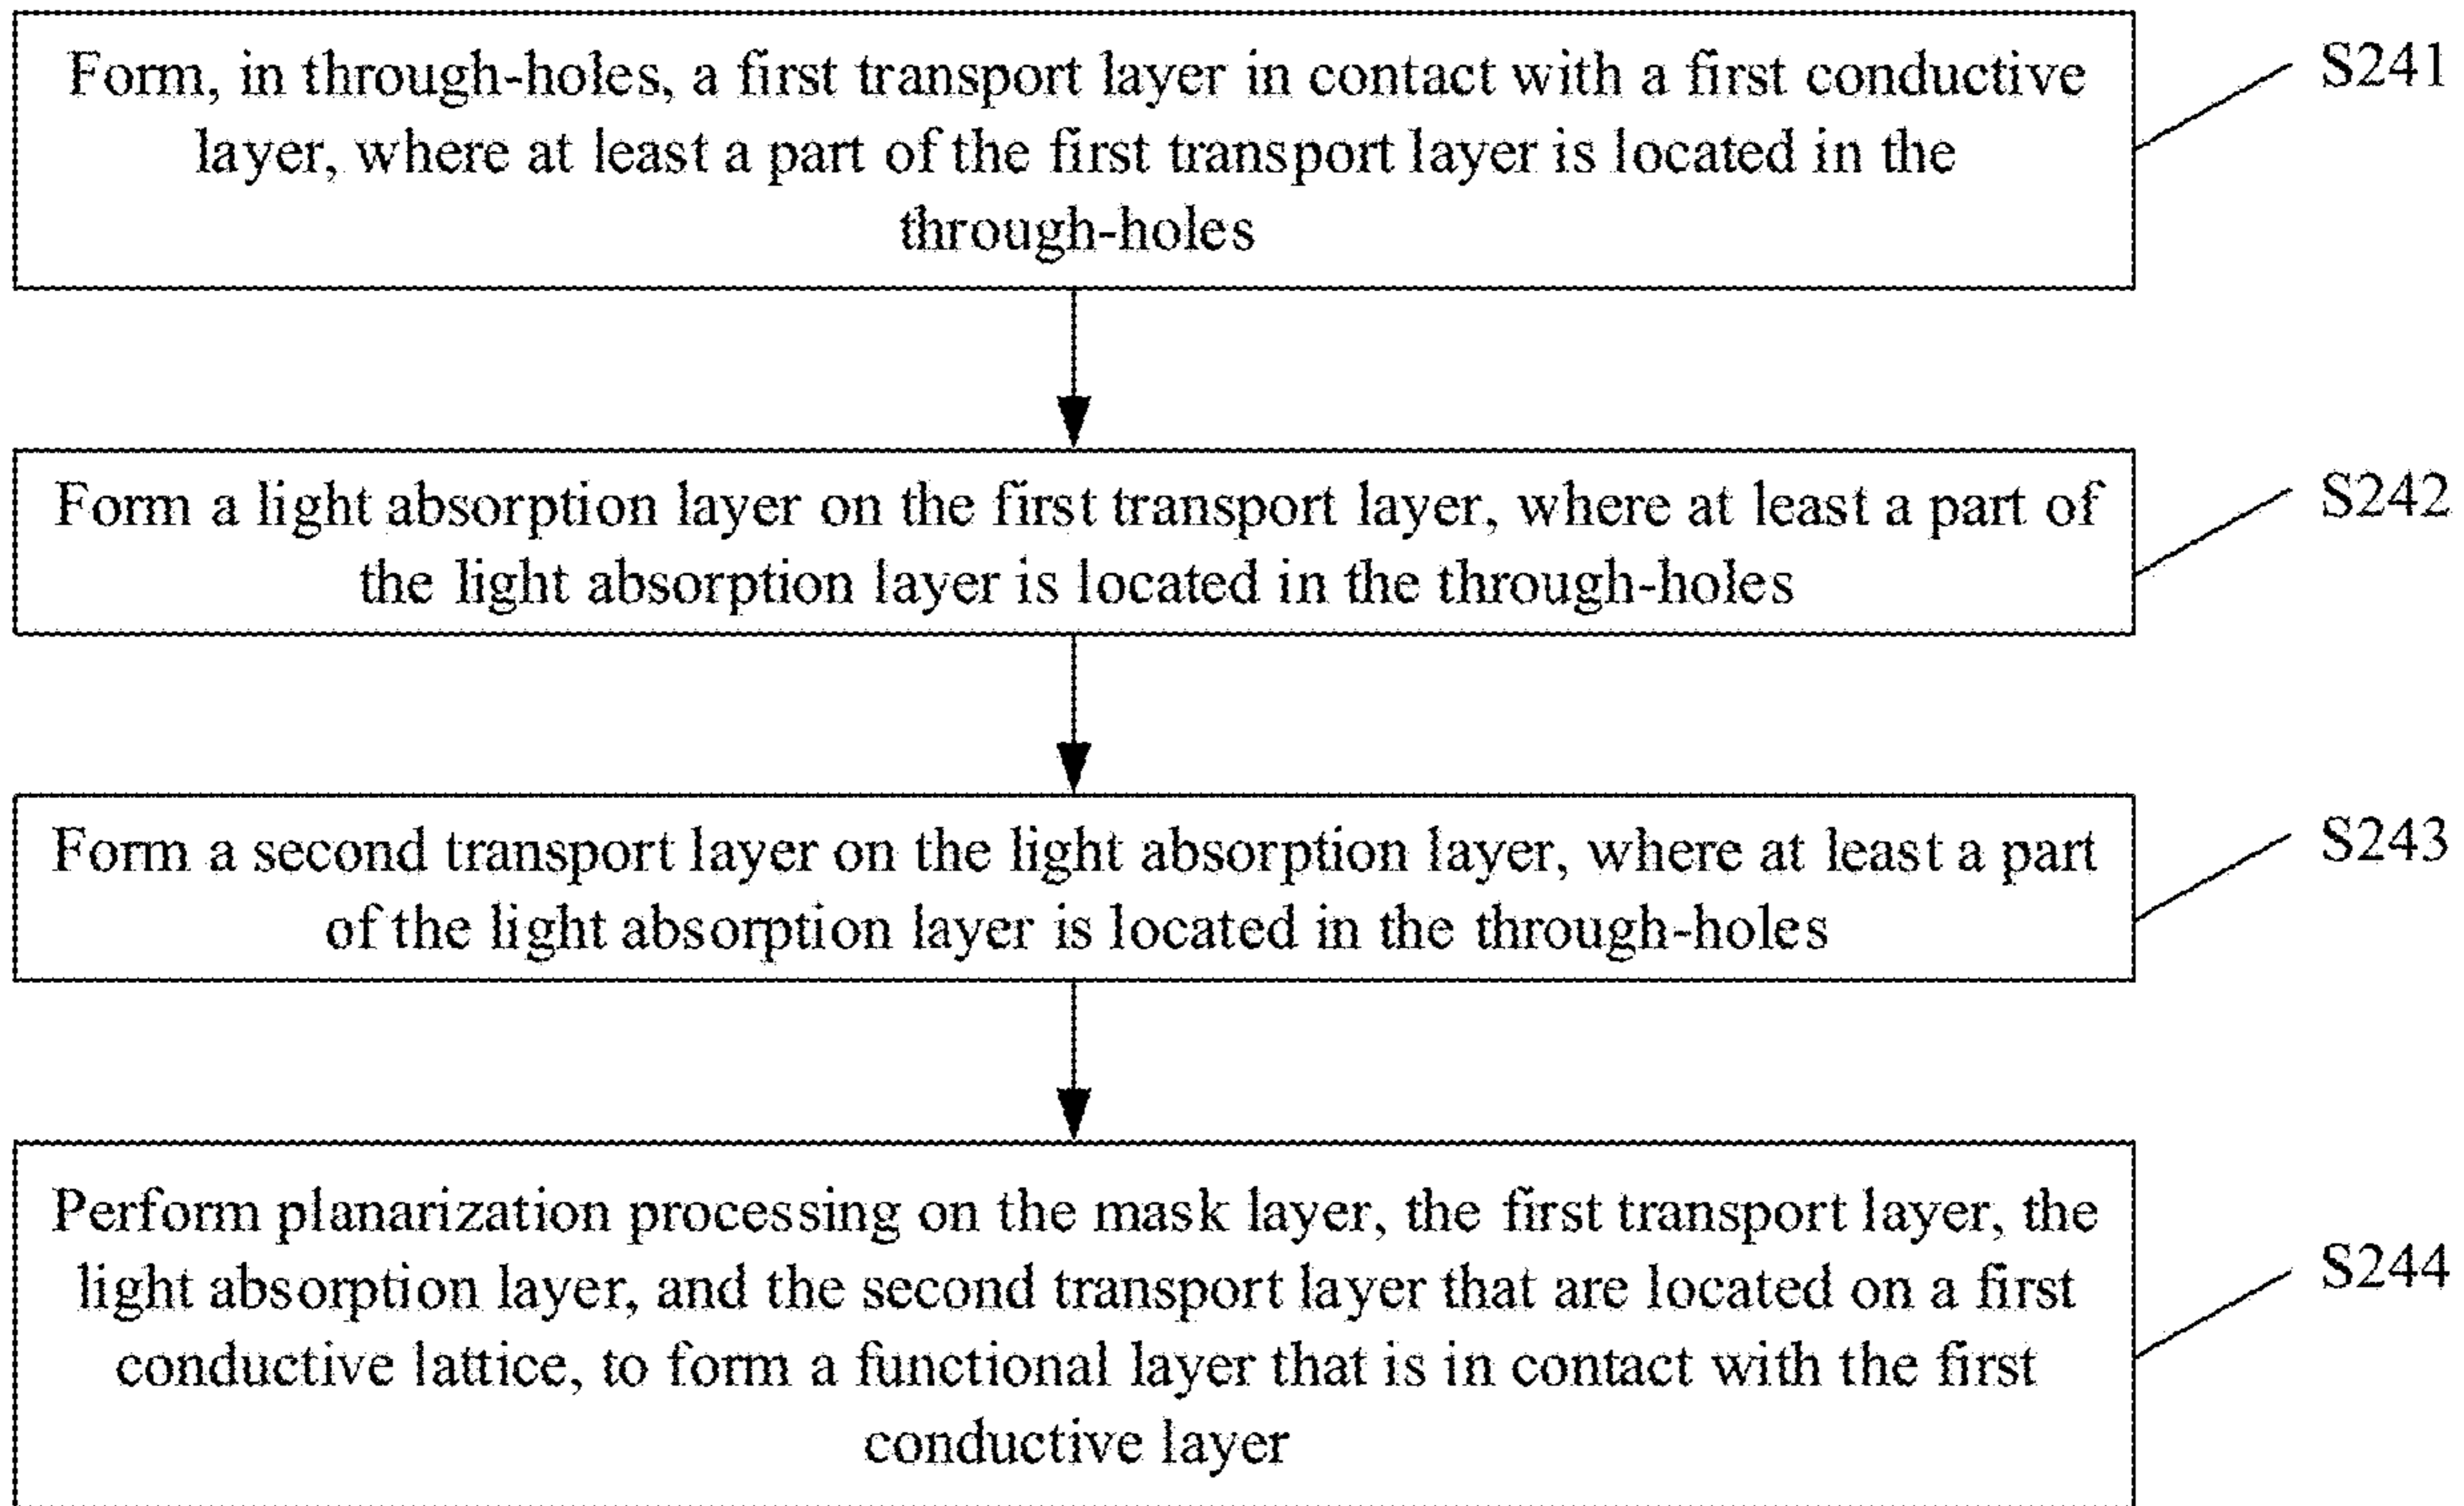 Form, in through-holes, a first transport layer in contact with a first conductive
layer, where at least a part of the first transport layer is located in the
through-holes
S241
Form a light absorption layer on the first transport layer, where at least a part of
the light absorption layer is located in the through-holes
S242
Form a second transport layer on the light absorption layer, where at least a part
of the light absorption layer is located in the through-holes
S243
Perform planarization processing on the mask layer, the first transport layer, the
light absorption layer, and the second transport layer that are located on a first
conductive lattice, to form a functional layer that is in contact with the first
conductive layer
S244